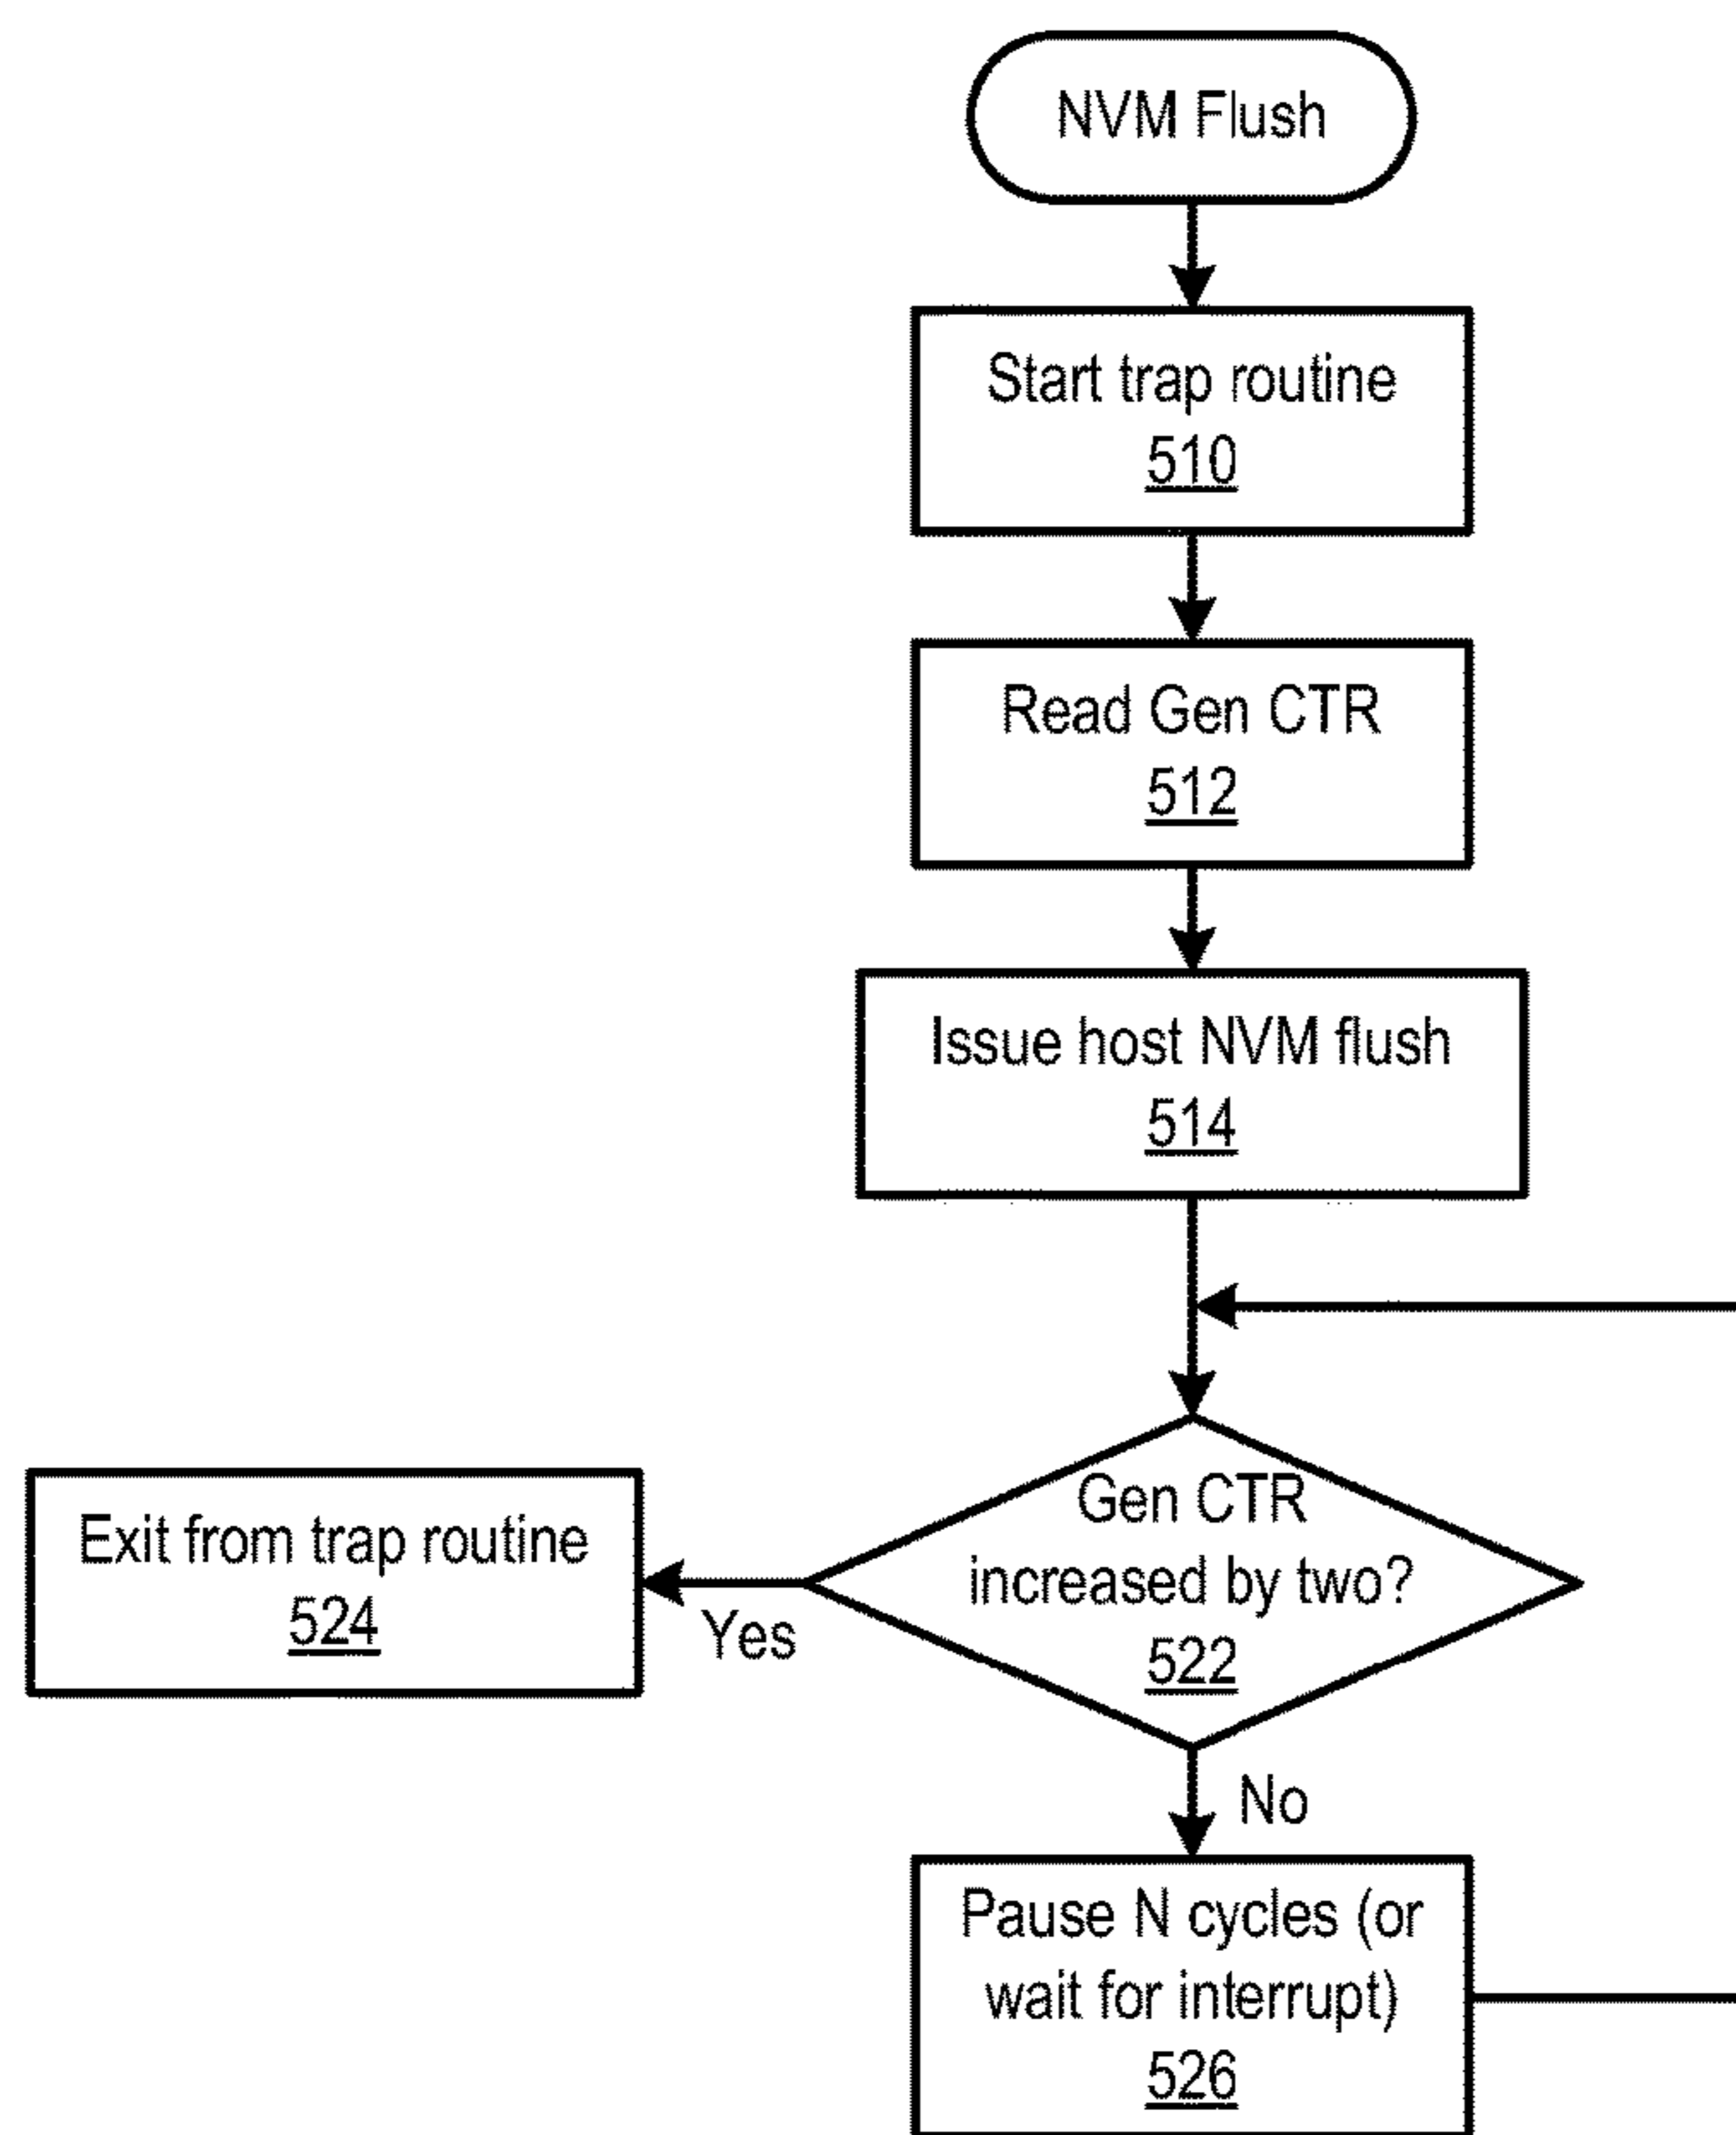 NVM Flush
Start trap routine
510
Read Gen CTR
512
Issue host NVM flush
514
Gen CTR
increased by two?
522
Yes
Exit from trap routine
524
No
Pause N cycles (or
wait for interrupt)
526